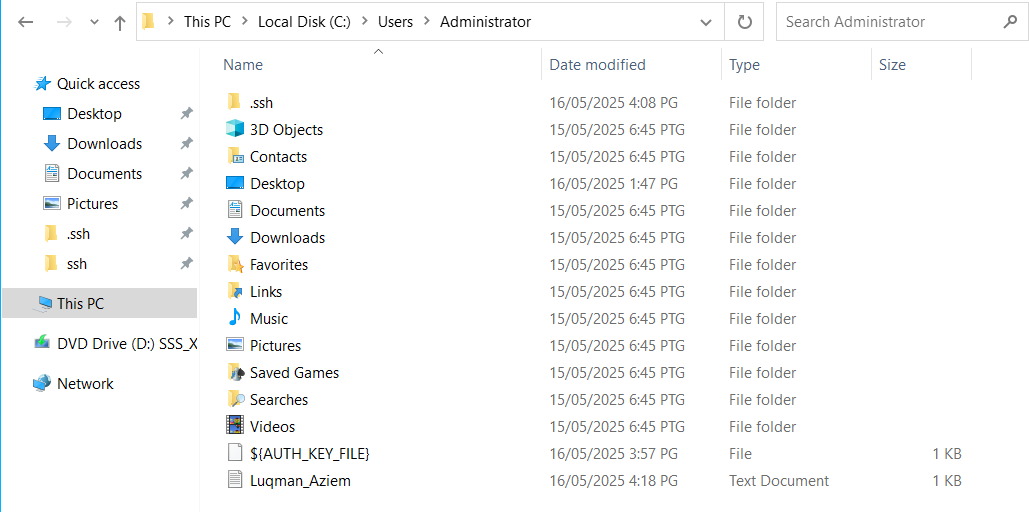 This PC > Local Disk (C:) > Users > Administrator
Search Administrator
Name Date modified Type Size
Quick access
Desktop
Downloads
Documents
Pictures
.ssh
ssh
This PC
DVD Drive (D:) SSS_X
Network
.ssh 16/05/2025 4:08 PG File folder
3D Objects 15/05/2025 6:45 PTG File folder
Contacts 15/05/2025 6:45 PTG File folder
Desktop 16/05/2025 1:47 PG File folder
Documents 15/05/2025 6:45 PTG File folder
Downloads 15/05/2025 6:45 PTG File folder
Favorites 15/05/2025 6:45 PTG File folder
Links 15/05/2025 6:45 PTG File folder
Music 15/05/2025 6:45 PTG File folder
Pictures 15/05/2025 6:45 PTG File folder
Saved Games 15/05/2025 6:45 PTG File folder
Searches 15/05/2025 6:45 PTG File folder
Videos 15/05/2025 6:45 PTG File folder
${AUTH_KEY_FILE} 16/05/2025 3:57 PG File 1 KB
Luqman_Aziem 16/05/2025 4:18 PG Text Document 1 KB